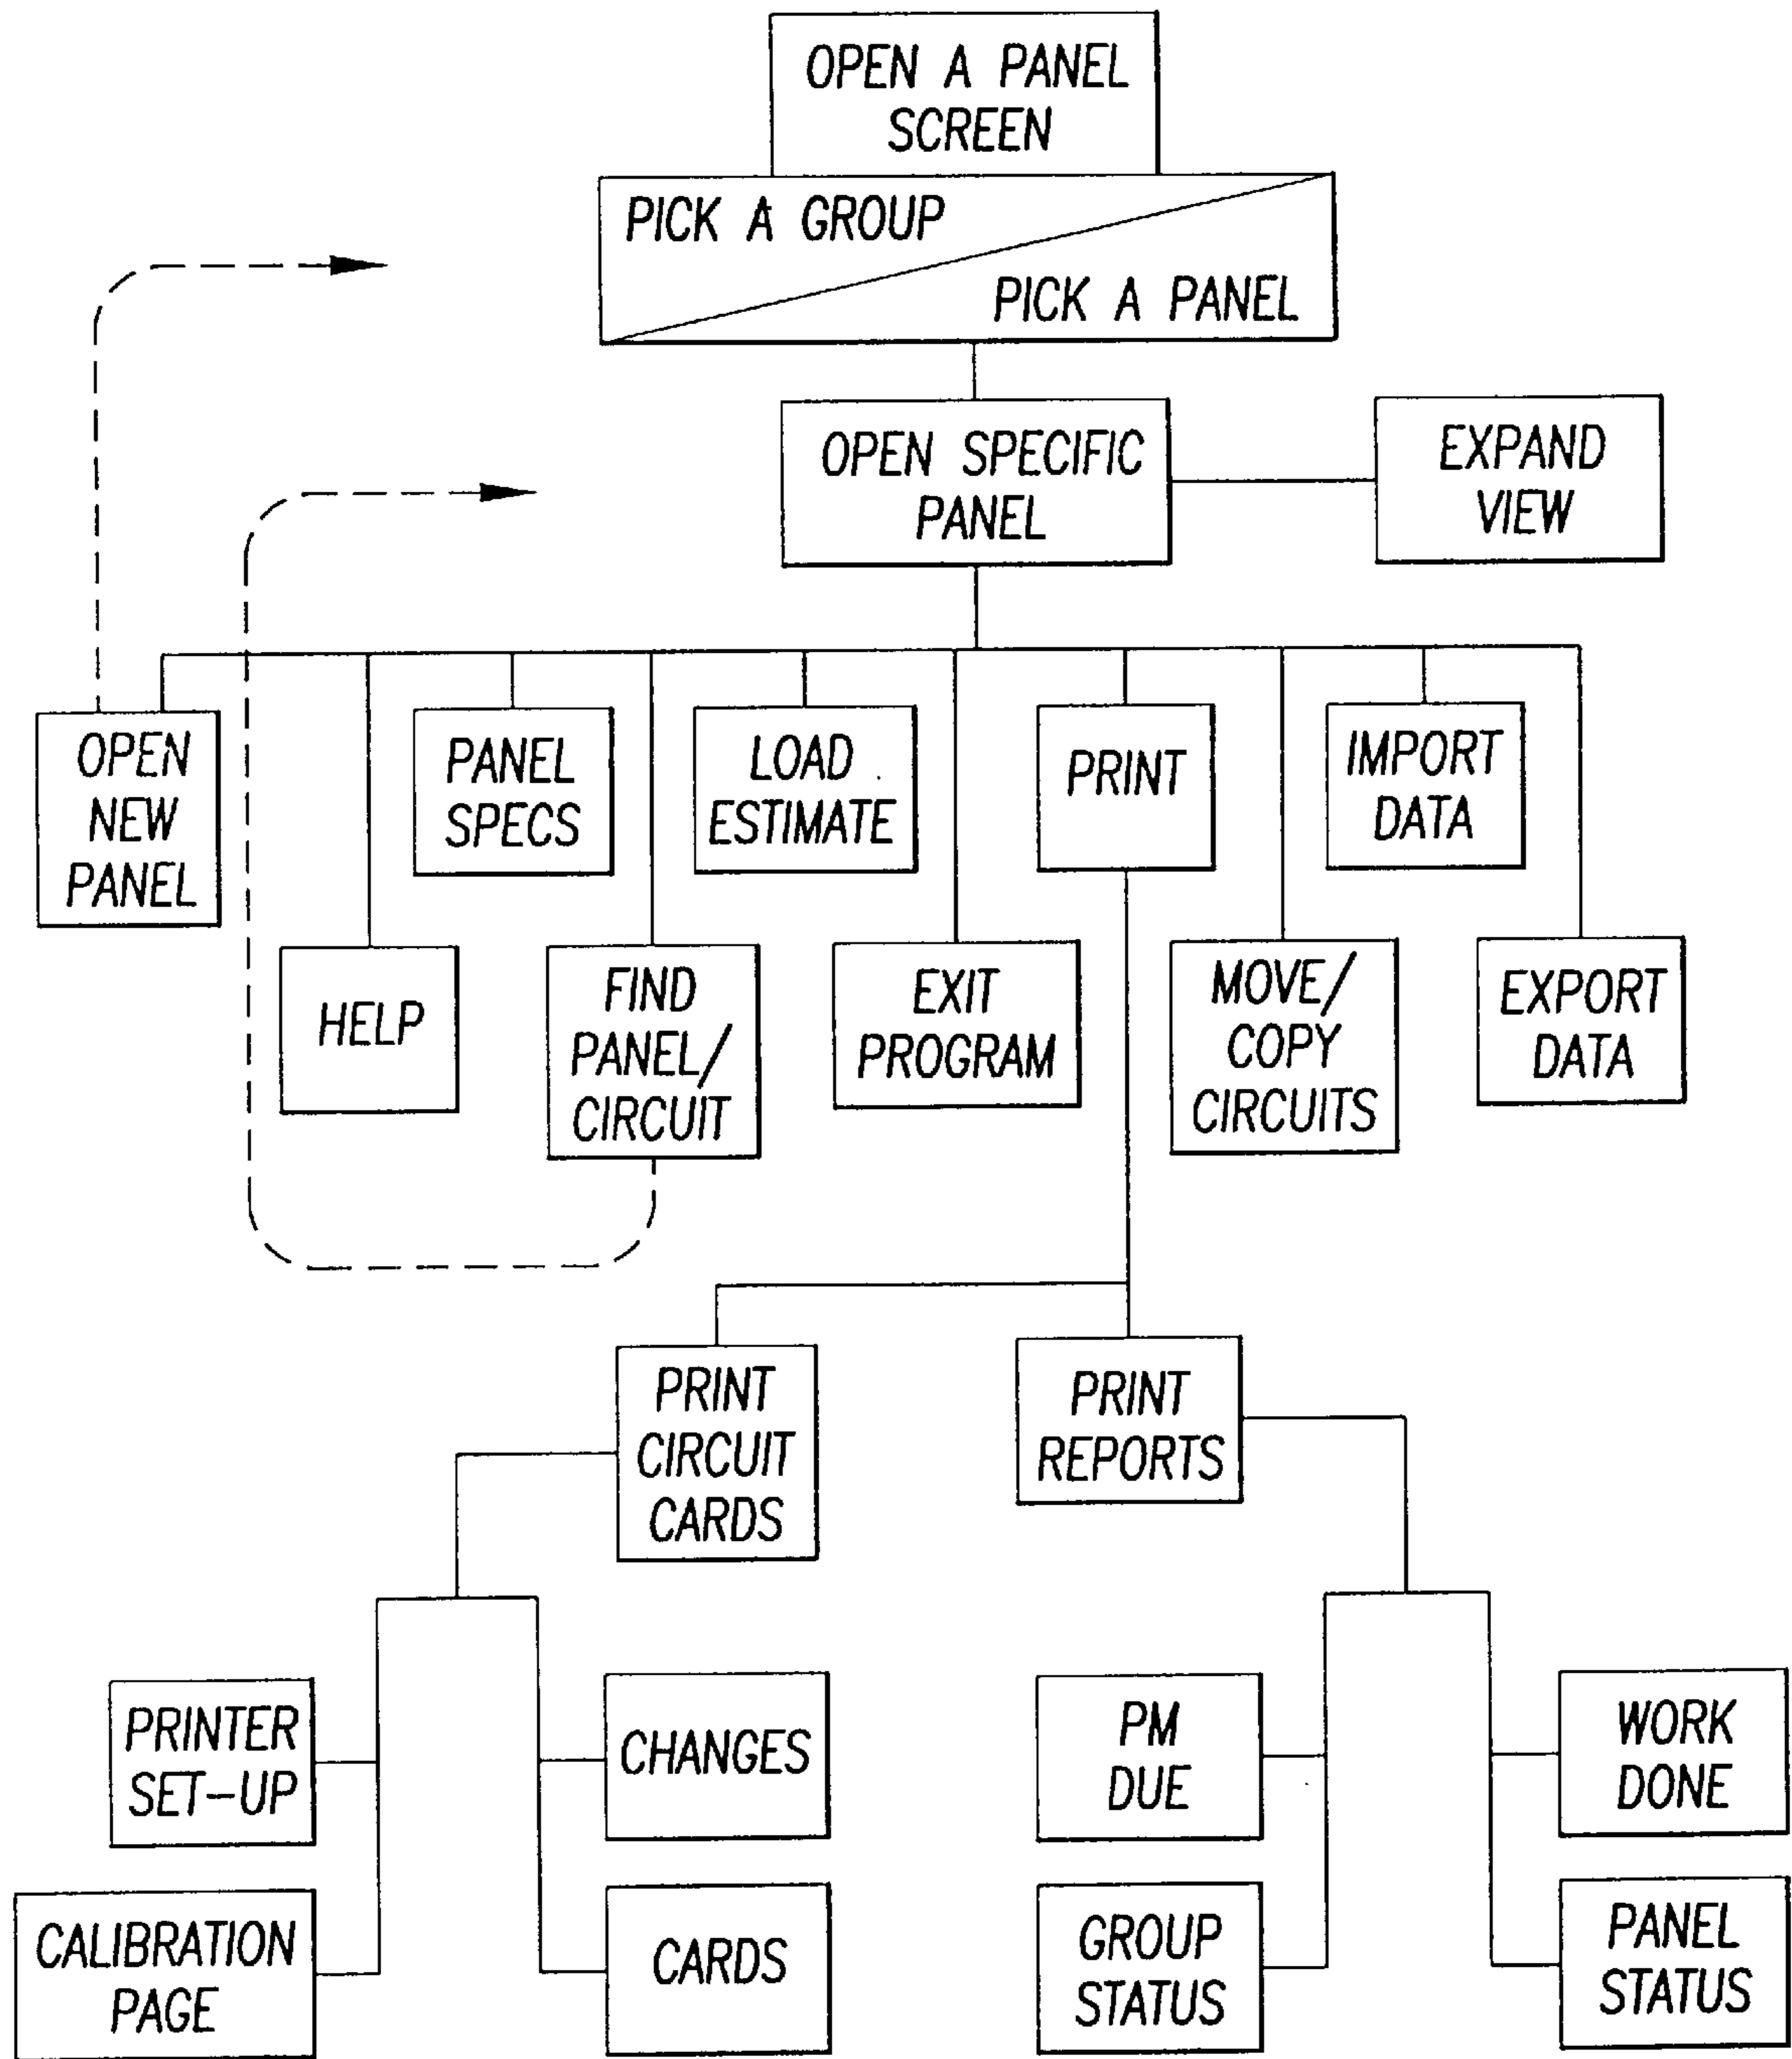 OPEN A PANEL
SCREEN
PICK A GROUP
PICK A PANEL
OPEN SPECIFIC
PANEL
EXPAND
VIEW
OPEN
NEW
PANEL
PANEL
SPECS
LOAD
ESTIMATE
PRINT
IMPORT
DATA
HELP
FIND
PANEL/
CIRCUIT
EXIT
PROGRAM
MOVE/
COPY
CIRCUITS
EXPORT
DATA
PRINT
CIRCUIT
CARDS
PRINT
REPORTS
PRINTER
SET-UP
CHANGES
PM
DUE
WORK
DONE
CALIBRATION
PAGE
CARDS
GROUP
STATUS
PANEL
STATUS